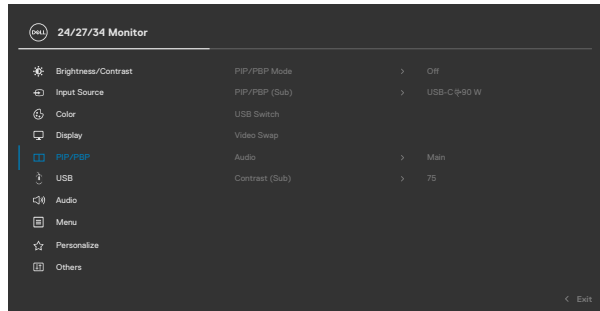 DELL 24/27/34 Monitor
Brightness/Contrast PIP/PBP Mode > Off
Input Source PIP/PBP (Sub) > USB-C 90 W
Color USB Switch
Display Video Swap
PIP/PBP Audio > Main
USB Contrast (Sub) > 75
Audio
Menu
Personalize
Others
< Exit